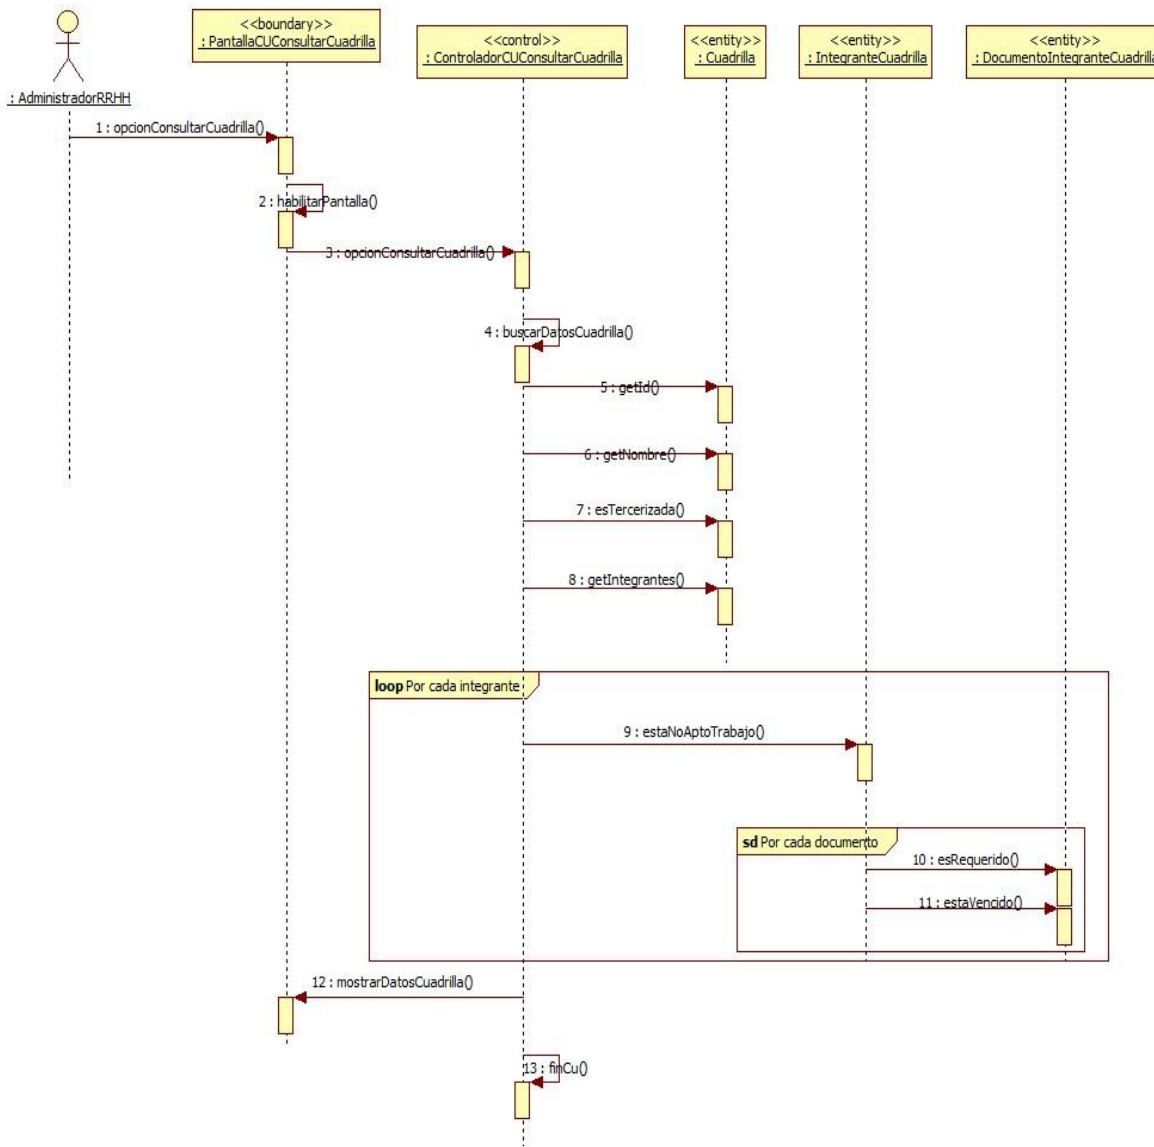 <<boundary>>
: PantallaCUConsultarCuadrilla
<<control>>
: ControladorCUConsultarCuadrilla
<<entity>>
: Cuadrilla
<<entity>>
: IntegranteCuadrilla
<<entity>>
: DocumentoIntegranteCuadrilla
: AdministradorRRHH
1 : opcionConsultarCuadrilla()
2 : habilitarPantalla()
3 : opcionConsultarCuadrilla()
4 : buscarDatosCuadrilla()
5 : getId()
6 : getNombre()
7 : esTercerizada()
8 : getIntegrantes()
loop Por cada integrante
9 : estaNoAptoTrabajo()
sd Por cada documento
10 : esRequerido()
11 : estaVencido()
12 : mostrarDatosCuadrilla()
13 : finCu()